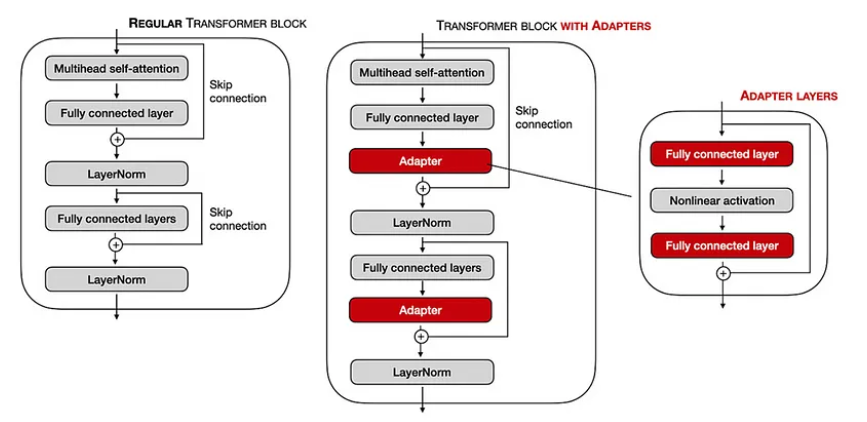 REGULAR TRANSFORMER BLOCK
Multihead self-attention
Skip
connection
Fully connected layer
+
LayerNorm
Fully connected layers
Skip
connection
+
LayerNorm
TRANSFORMER BLOCK WITH ADAPTERS
Multihead self-attention
Skip
connection
Fully connected layer
Adapter
+
LayerNorm
Fully connected layers
Adapter
+
LayerNorm
ADAPTER LAYERS
Fully connected layer
Nonlinear activation
Fully connected layer
+